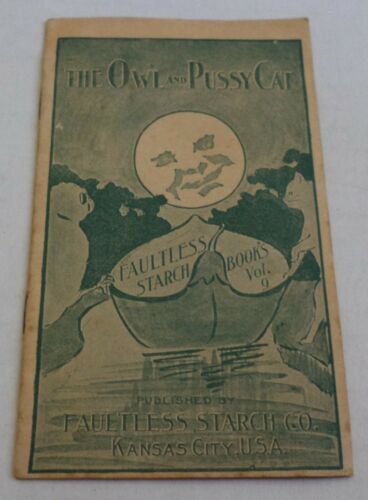 THE OWL AND PUSSY CAT
FAULTLESS
STARCH
BOOKS
Vol.
9
PUBLISHED BY
FAULTLESS STARCH CO.
KANSAS CITY, U.S.A.